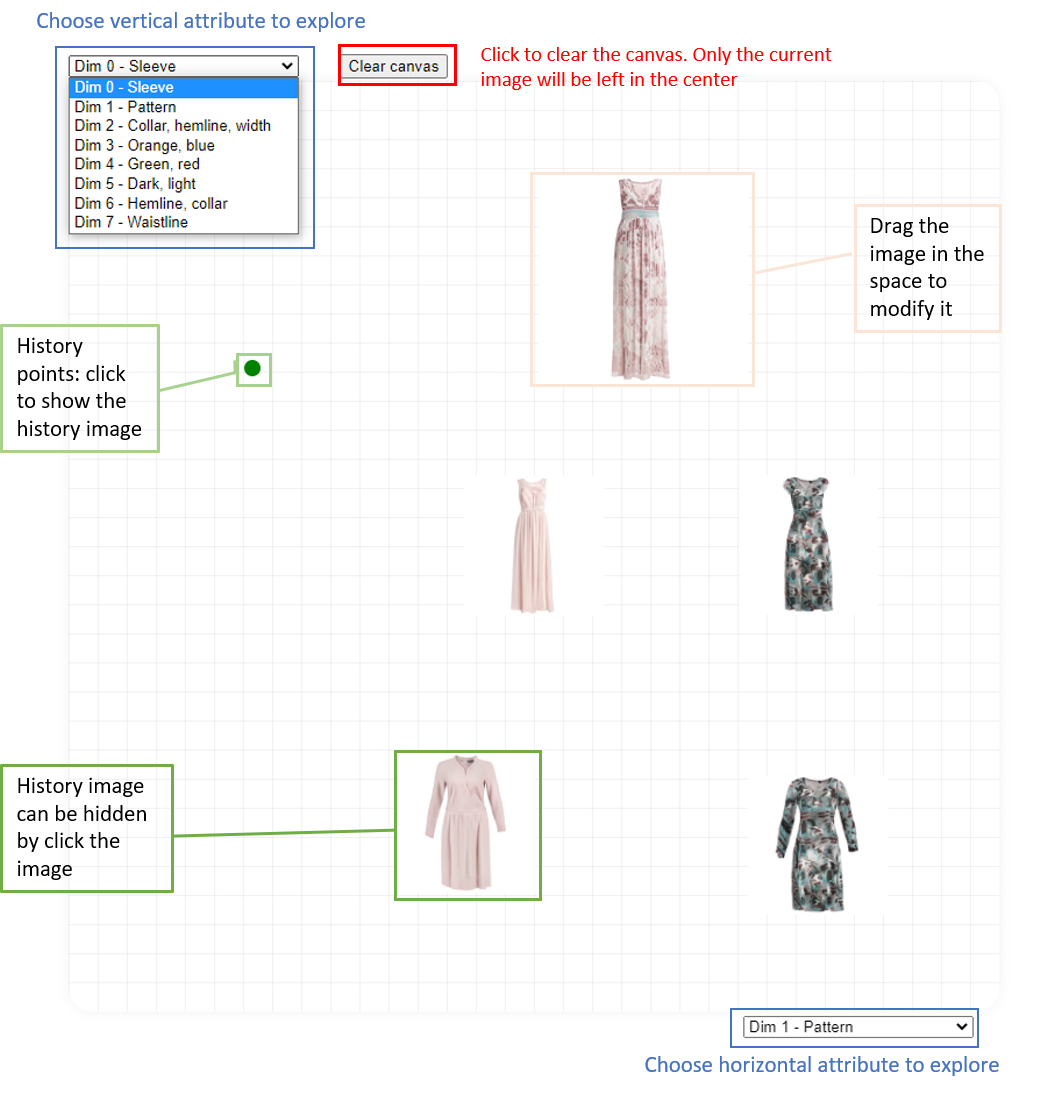 Choose vertical attribute to explore
Dim 0 - Sleeve
Clear canvas
Click to clear the canvas. Only the current
image will be left in the center
Dim 0 - Sleeve
Dim 1 - Pattern
Dim 2 - Collar, hemline, width
Dim 3 - Orange, blue
Dim 4 - Green, red
Dim 5 - Dark, light
Dim 6 - Hemline, collar
Dim 7 - Waistline
Drag the
image in the
space to
modify it
History
points: click
to show the
history image
History image
can be hidden
by click the
image
Dim 1 - Pattern
Choose horizontal attribute to explore